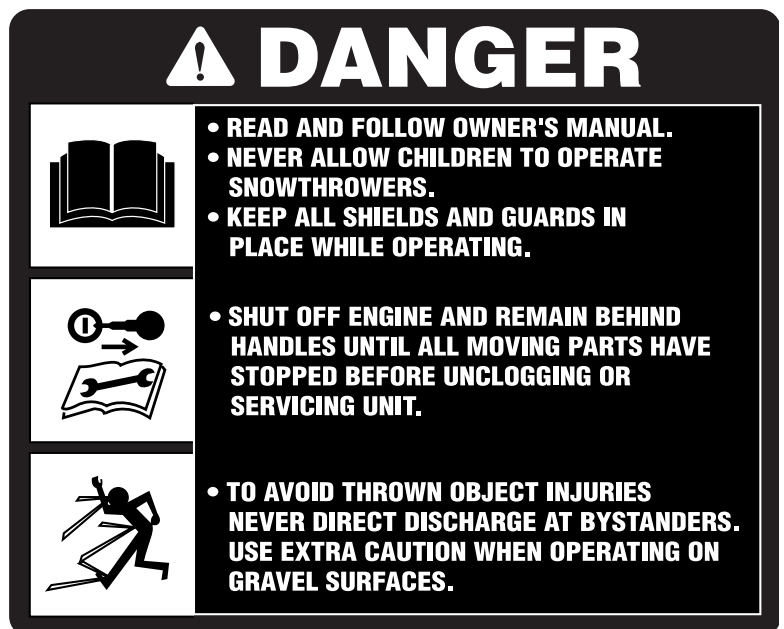 DANGER
• READ AND FOLLOW OWNER'S MANUAL.
• NEVER ALLOW CHILDREN TO OPERATE
SNOWTHROWERS.
• KEEP ALL SHIELDS AND GUARDS IN
PLACE WHILE OPERATING.
• SHUT OFF ENGINE AND REMAIN BEHIND
HANDLES UNTIL ALL MOVING PARTS HAVE
STOPPED BEFORE UNCLOGGING OR
SERVICING UNIT.
• TO AVOID THROWN OBJECT INJURIES
NEVER DIRECT DISCHARGE AT BYSTANDERS.
USE EXTRA CAUTION WHEN OPERATING ON
GRAVEL SURFACES.